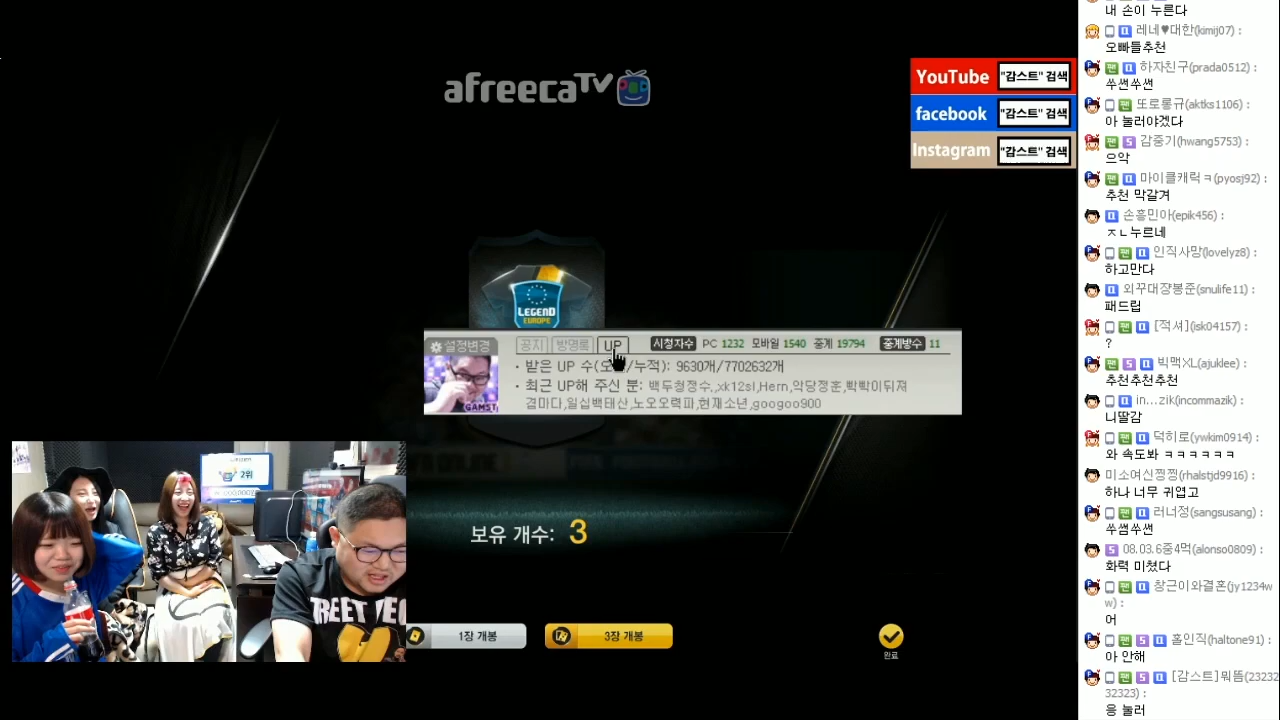 afreecaTV
YouTube "감스트" 검색
facebook "감스트" 검색
Instagram "감스트" 검색
LEGEND
EUROPE
설정변경 공지 방명록 UP 시청자수 PC 1232 모바일 1540 중계 19794 중계방수 11
· 받은 UP 수(오/누적): 9630개/7702632개
· 최근 UP해 주신 분: 백두청정수,,xk12sl,Hern,악당정훈,빡빡이뒤져
겸마다,일십백태산,노오오력파,현재소년,googoo900
GAMST
2위
보유 개수: 3
1장 개봉
3장 개봉
완료
내 손이 누른다
레네♥대한(kimij07) :
오빠들추천
하자친구(prada0512) :
쑤썬쑤썬
또로롱규(aktks1106) :
아 눌러야겠다
감중기(hwang5753) :
으악
마이클캐릭ㅋ(pyosj92) :
추천 막갈겨
손흥민아(epik456) :
ㅈㄴ누르네
인직사망(lovelyz8) :
하고만다
외꾸대장봉준(snulife11) :
패드립
[적셔](isk04157) :
?
빅맥XL(ajuklee) :
추천추천추천
in...zik(incommazik) :
니딸감
덕히로(ywkim0914) :
와 속도봐 ㅋㅋㅋㅋㅋㅋ
미소여신찡찡(rhalstjd9916) :
하나 너무 귀엽고
러너정(sangsusang) :
쑤썸쑤썬
08.03.6중4먹(alonso0809) :
화력 미쳤다
창근이와결혼(jy1234w
w) :
어
홀인직(haltone91) :
아 안해
[감스트]뭐뜸(23232
32323) :
응 눌러